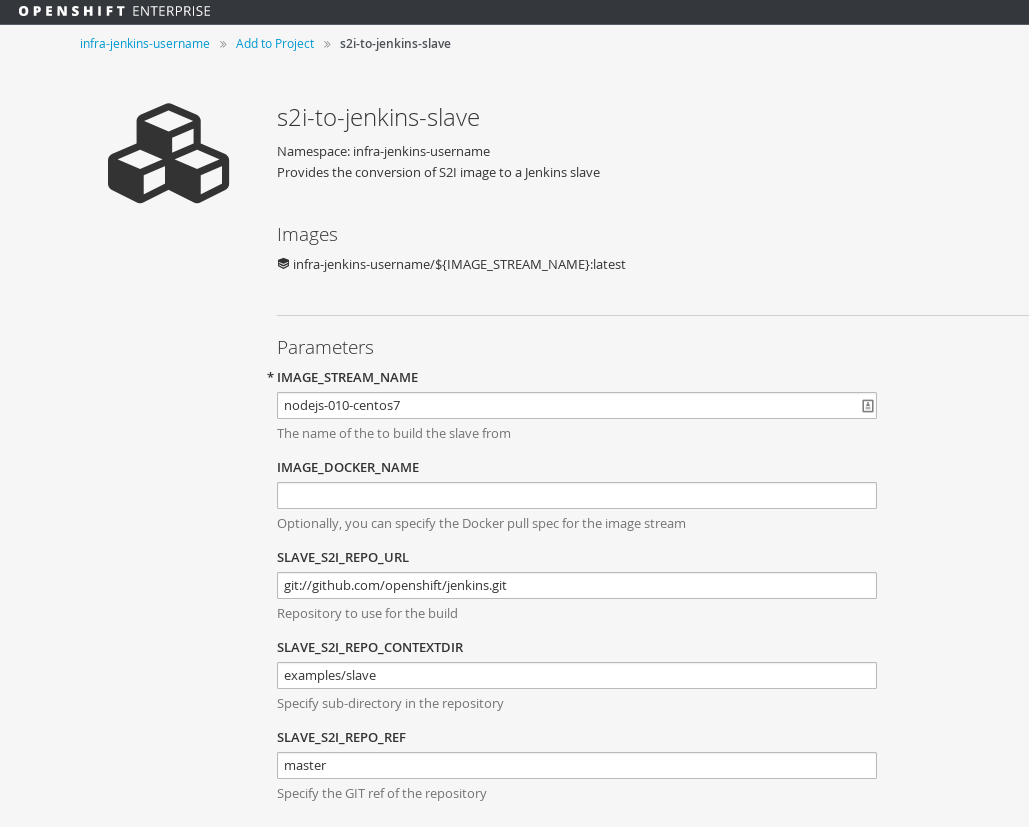 OPENSHIFT ENTERPRISE
infra-jenkins-username » Add to Project » s2i-to-jenkins-slave
s2i-to-jenkins-slave
Namespace: infra-jenkins-username
Provides the conversion of S2I image to a Jenkins slave
Images
infra-jenkins-username/${IMAGE_STREAM_NAME}:latest
Parameters
* IMAGE_STREAM_NAME
nodejs-010-centos7
The name of the to build the slave from
IMAGE_DOCKER_NAME
Optionally, you can specify the Docker pull spec for the image stream
SLAVE_S2I_REPO_URL
git://github.com/openshift/jenkins.git
Repository to use for the build
SLAVE_S2I_REPO_CONTEXTDIR
examples/slave
Specify sub-directory in the repository
SLAVE_S2I_REPO_REF
master
Specify the GIT ref of the repository